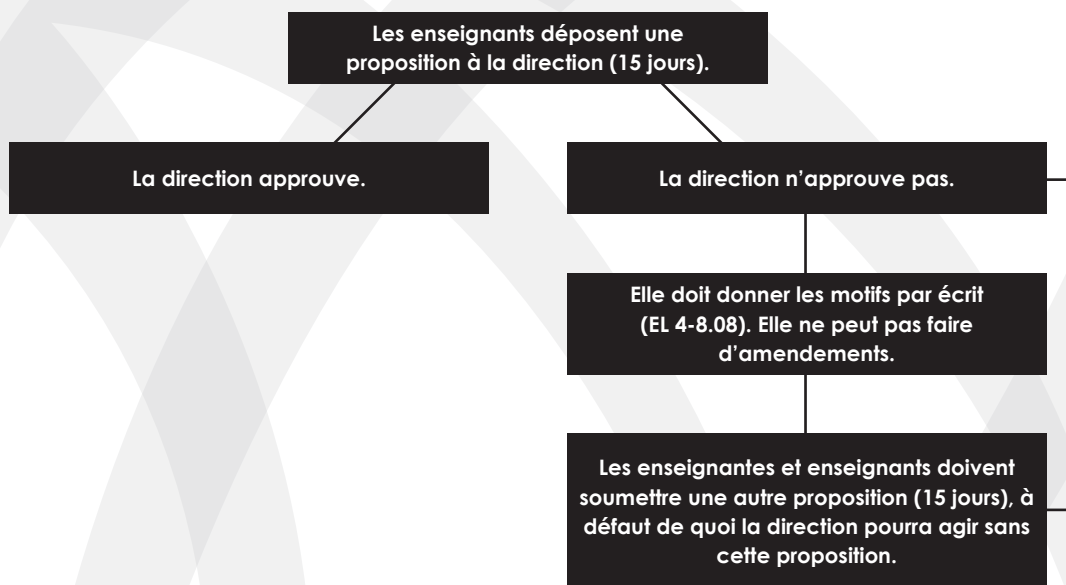 Les enseignants déposent une
proposition à la direction (15 jours).
La direction approuve.
La direction n’approuve pas.
Elle doit donner les motifs par écrit
(EL 4-8.08). Elle ne peut pas faire
d’amendements.
Les enseignantes et enseignants doivent
soumettre une autre proposition (15 jours), à
défaut de quoi la direction pourra agir sans
cette proposition.